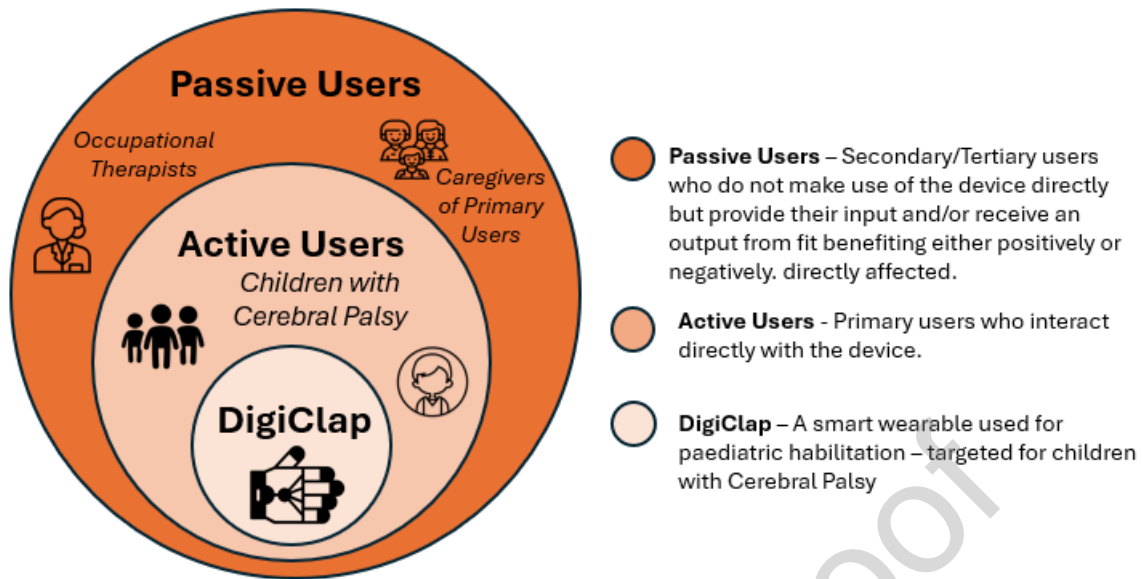 Passive Users
Occupational
Therapists
Caregivers
of Primary
Users
Active Users
Children with
Cerebral Palsy
DigiClap
Passive Users – Secondary/Tertiary users
who do not make use of the device directly
but provide their input and/or receive an
output from fit benefiting either positively or
negatively. directly affected.
Active Users - Primary users who interact
directly with the device.
DigiClap – A smart wearable used for
paediatric habilitation – targeted for children
with Cerebral Palsy